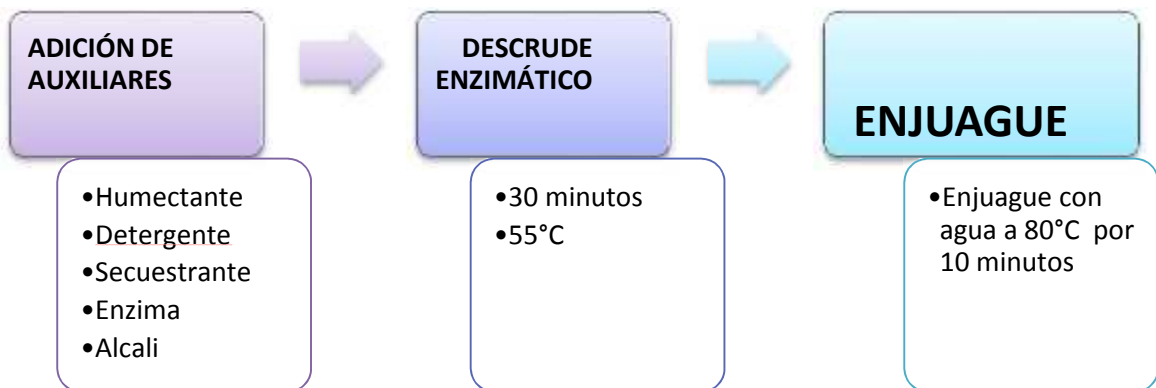 ADICIÓN DE
AUXILIARES
•Humectante
•Detergente
•Secuestrante
•Enzima
•Alcali
DESCRUDE
ENZIMÁTICO
•30 minutos
•55°C
ENJUAGUE
•Enjuague con
agua a 80°C por
10 minutos